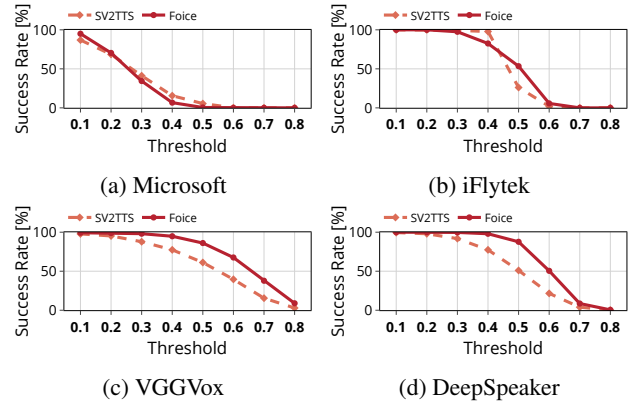 SV2TTS Foice
Success Rate [%]
100
50
0
0.1 0.2 0.3 0.4 0.5 0.6 0.7 0.8
Threshold
(a) Microsoft
SV2TTS Foice
Success Rate [%]
100
50
0
0.1 0.2 0.3 0.4 0.5 0.6 0.7 0.8
Threshold
(b) iFlytek
SV2TTS Foice
Success Rate [%]
100
50
0
0.1 0.2 0.3 0.4 0.5 0.6 0.7 0.8
Threshold
(c) VGGVox
SV2TTS Foice
Success Rate [%]
100
50
0
0.1 0.2 0.3 0.4 0.5 0.6 0.7 0.8
Threshold
(d) DeepSpeaker